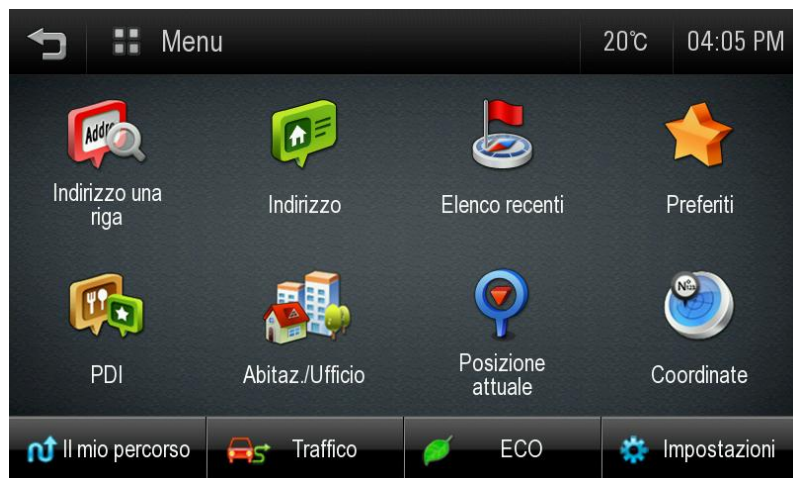 Menu
20℃
04:05 PM
Addre
Indirizzo una
riga
Indirizzo
Elenco recenti
Preferiti
PDI
Abitaz./Ufficio
Posizione
attuale
Coordinate
Il mio percorso
Traffico
ECO
Impostazioni